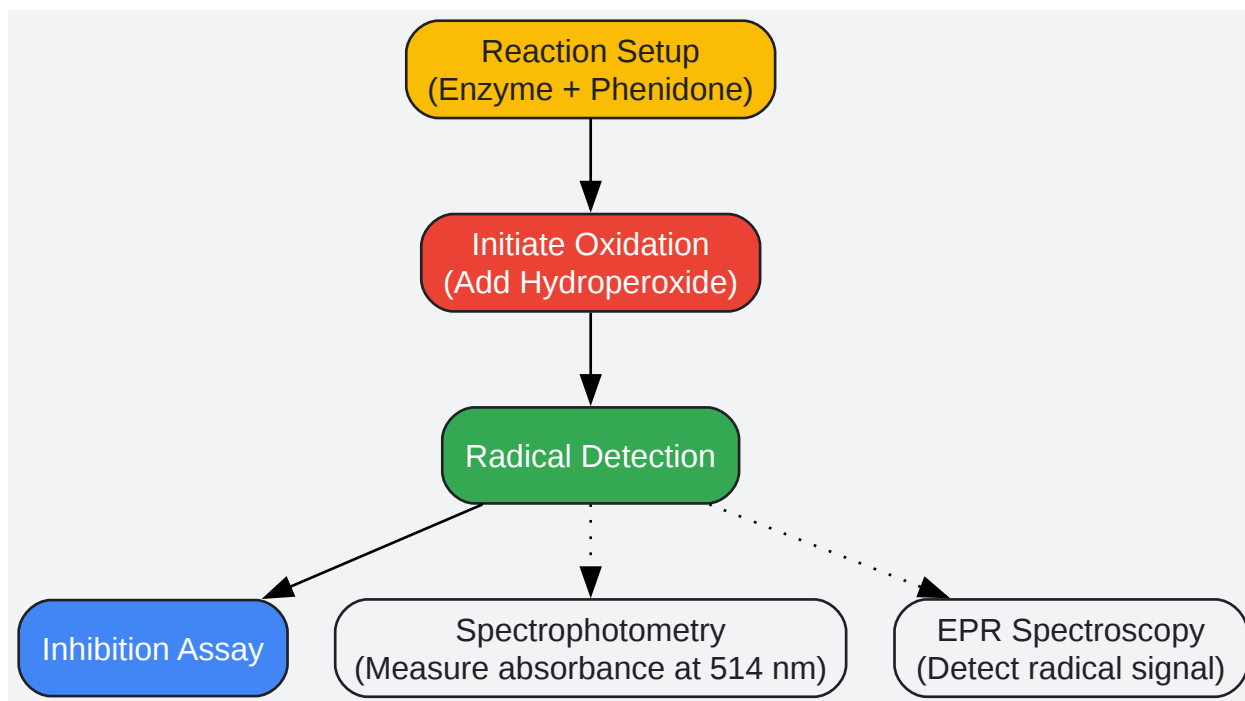 Reaction Setup
(Enzyme + Phenidone)
Initiate Oxidation
(Add Hydroperoxide)
Radical Detection
Inhibition Assay
Spectrophotometry
(Measure absorbance at 514 nm)
EPR Spectroscopy
(Detect radical signal)